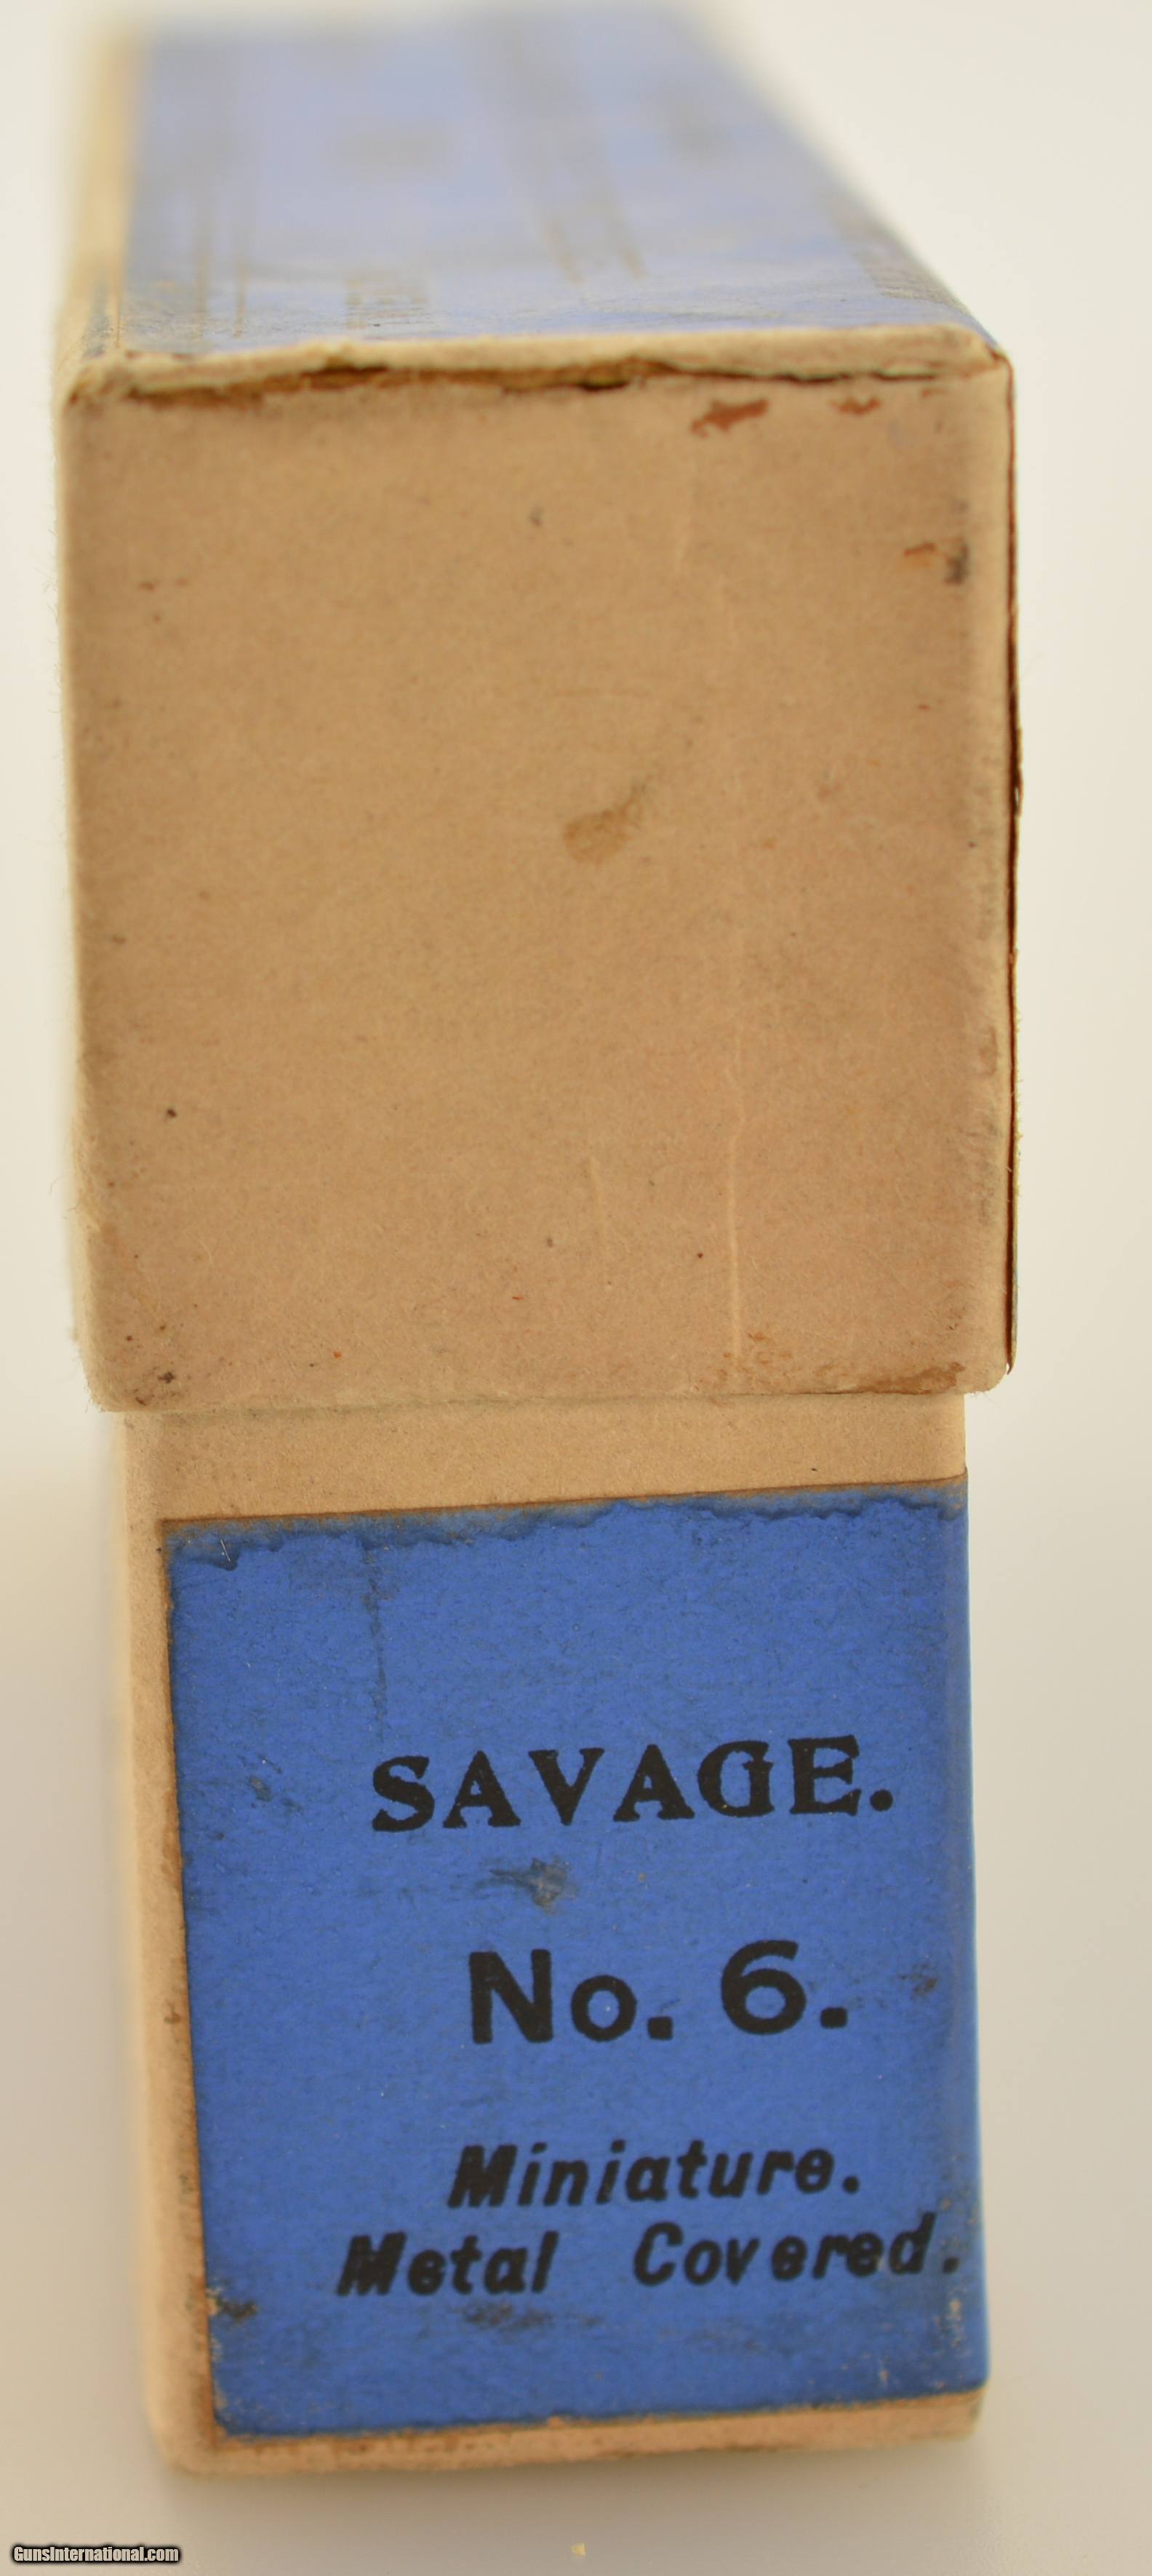 SAVAGE.
No. 6.
Miniature.
Metal Covered.
GunsInternational.com